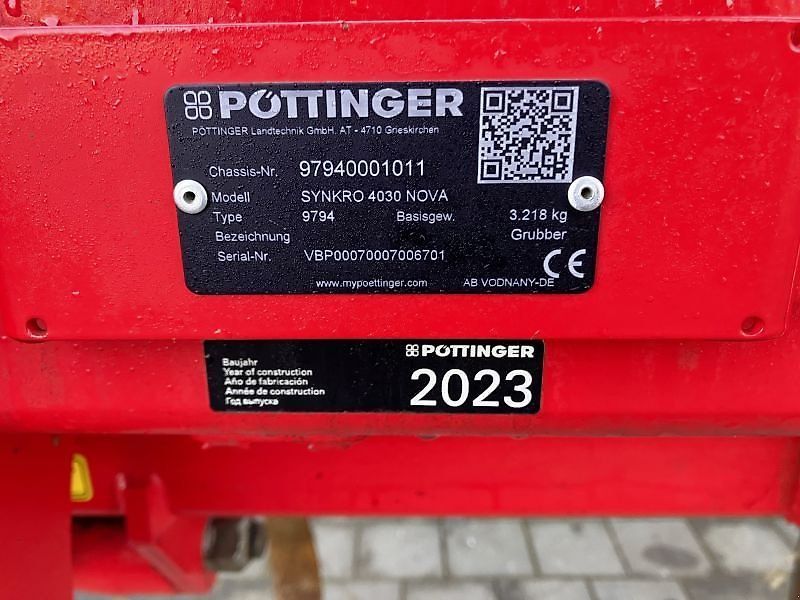 PÖTTINGER
PÖTTINGER Landtechnik GmbH. AT - 4710 Grieskirchen
Chassis-Nr. 97940001011
Modell SYNKRO 4030 NOVA
Type 9794 Basisgew. 3.218 kg
Bezeichnung Grubber
Serial-Nr. VBP00070007006701
CE
www.mypoettinger.com AB VODNANY-DE
PÖTTINGER
Baujahr
Year of construction
Año de fabricación
Année de construction
Год выпуска
2023